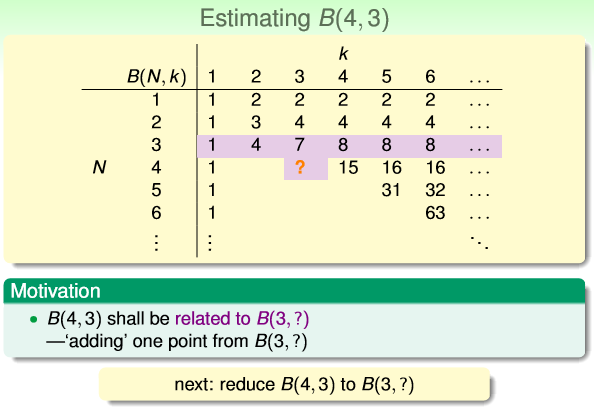 Estimating B(4, 3)
k
B(N, k) 1 2 3 4 5 6 . . .
1 1 2 2 2 2 2 . . .
2 1 3 4 4 4 4 . . .
3 1 4 7 8 8 8 . . .
N 4 1 ? 15 16 16 . . .
5 1 31 32 . . .
6 1 63 . . .
⋮ ⋮ ⋱
Motivation
• B(4, 3) shall be related to B(3, ?)
—‘adding’ one point from B(3, ?)
next: reduce B(4, 3) to B(3, ?)